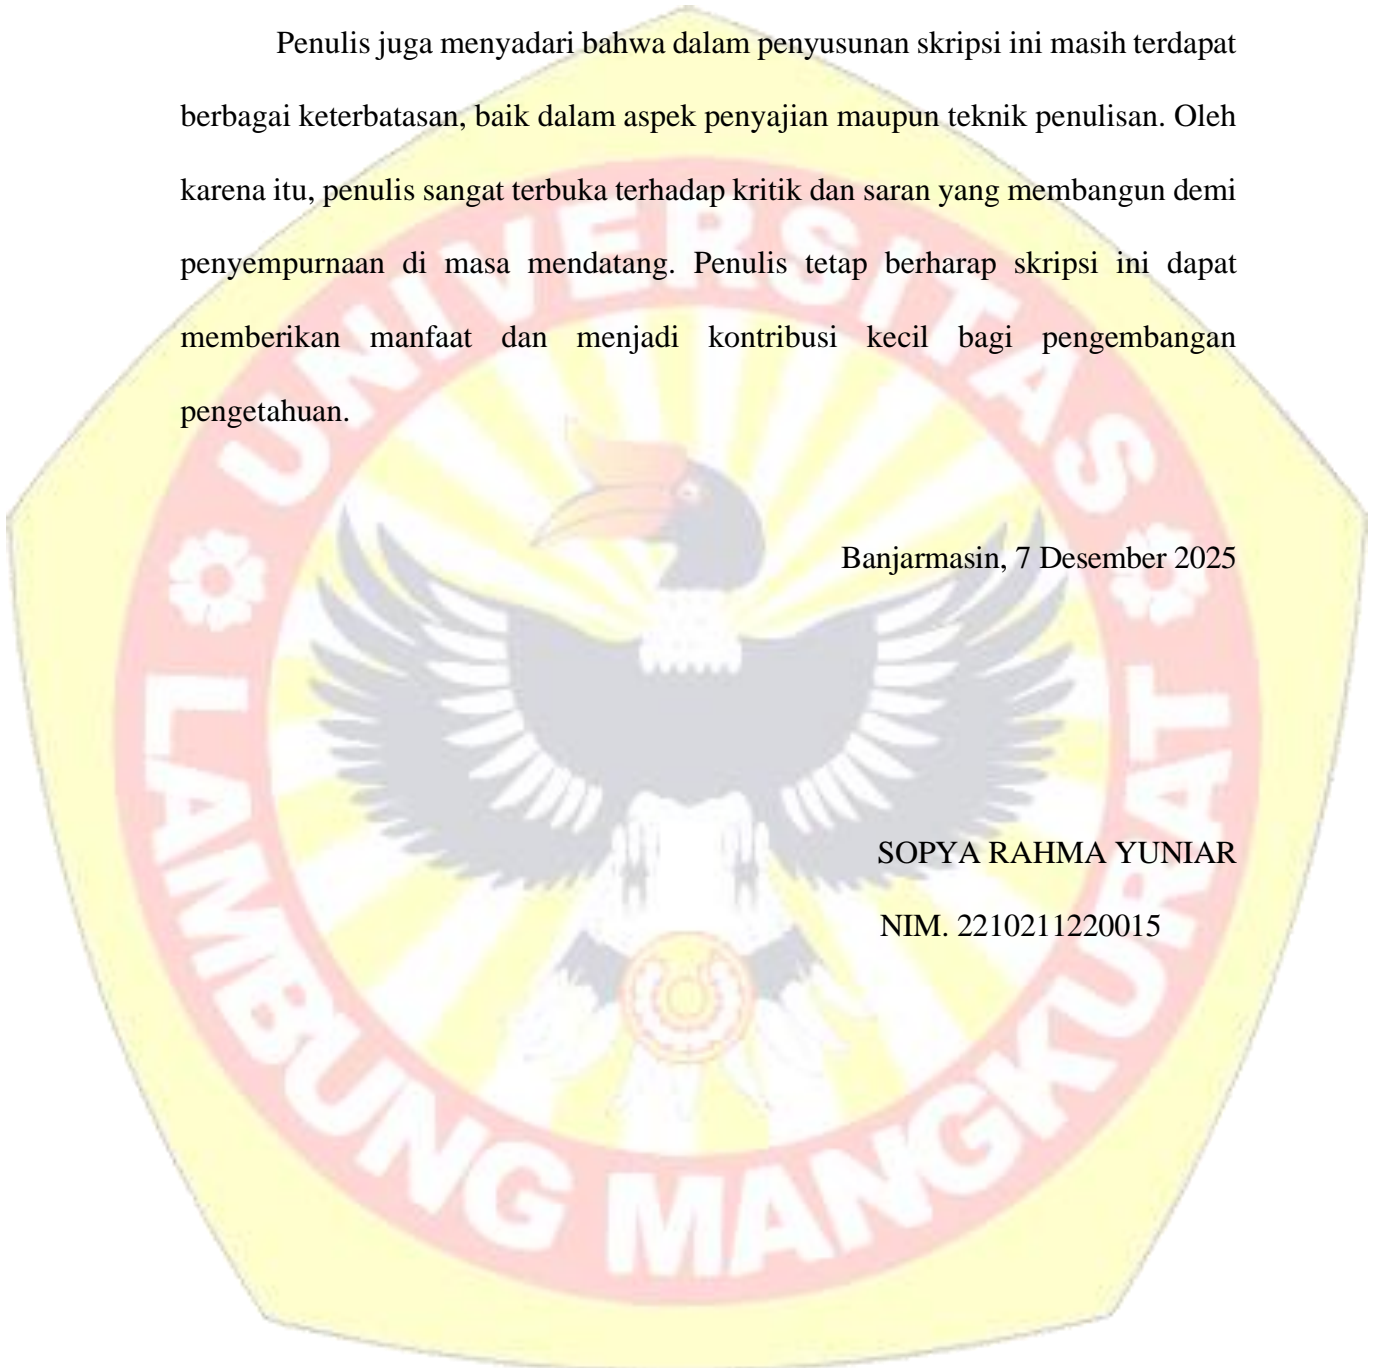 Penulis juga menyadari bahwa dalam penyusunan skripsi ini masih terdapat
berbagai keterbatasan, baik dalam aspek penyajian maupun teknik penulisan. Oleh
karena itu, penulis sangat terbuka terhadap kritik dan saran yang membangun demi
penyempurnaan di masa mendatang. Penulis tetap berharap skripsi ini dapat
memberikan manfaat dan menjadi kontribusi kecil bagi pengembangan
pengetahuan.
Banjarmasin, 7 Desember 2025
SOPYA RAHMA YUNIAR
NIM. 2210211220015
UNIVERSITAS
LAMBUNG MANGKURAT